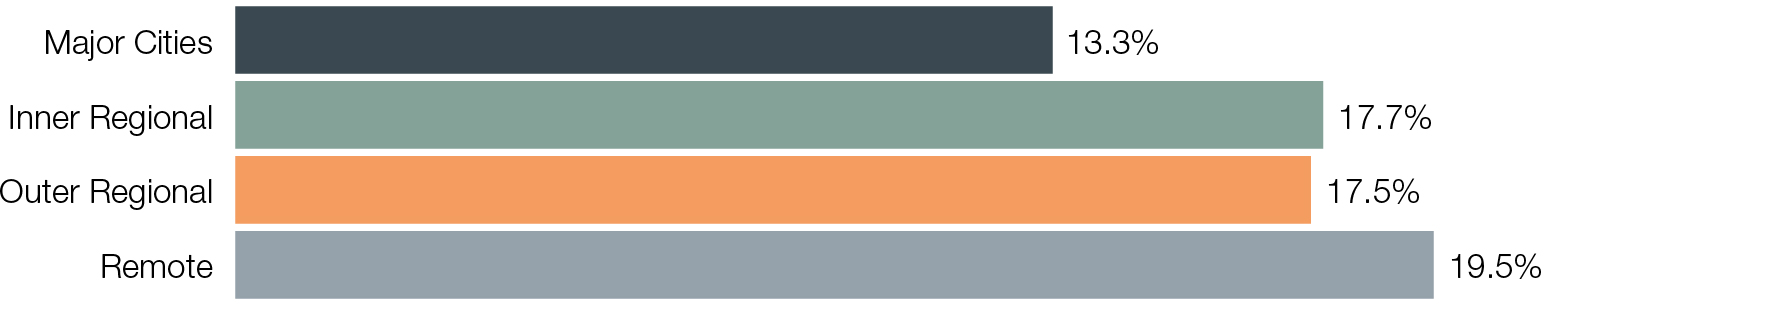 Major Cities 13.3%
Inner Regional 17.7%
Outer Regional 17.5%
Remote 19.5%